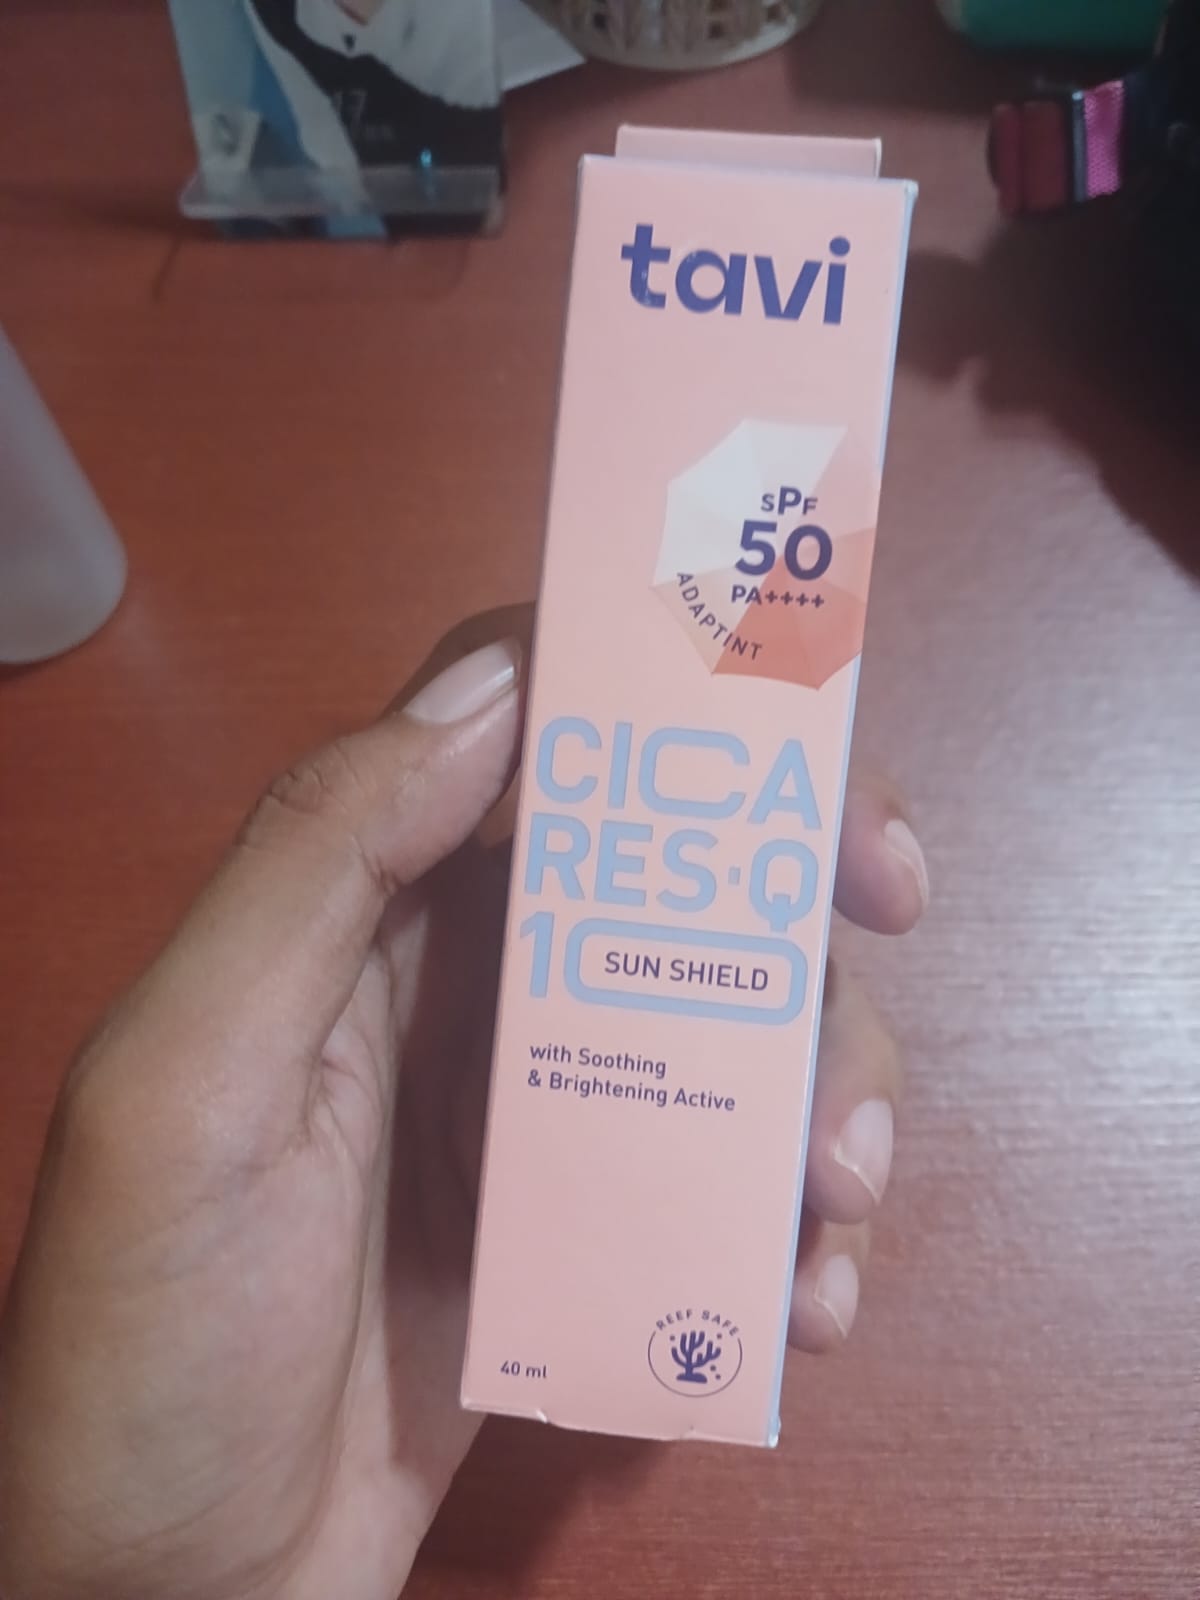 tavi
SPF
50
PA++++
ADAPTINT
CICA
RES·Q
10
SUN SHIELD
with Soothing
& Brightening Active
REEF SAFE
40 ml